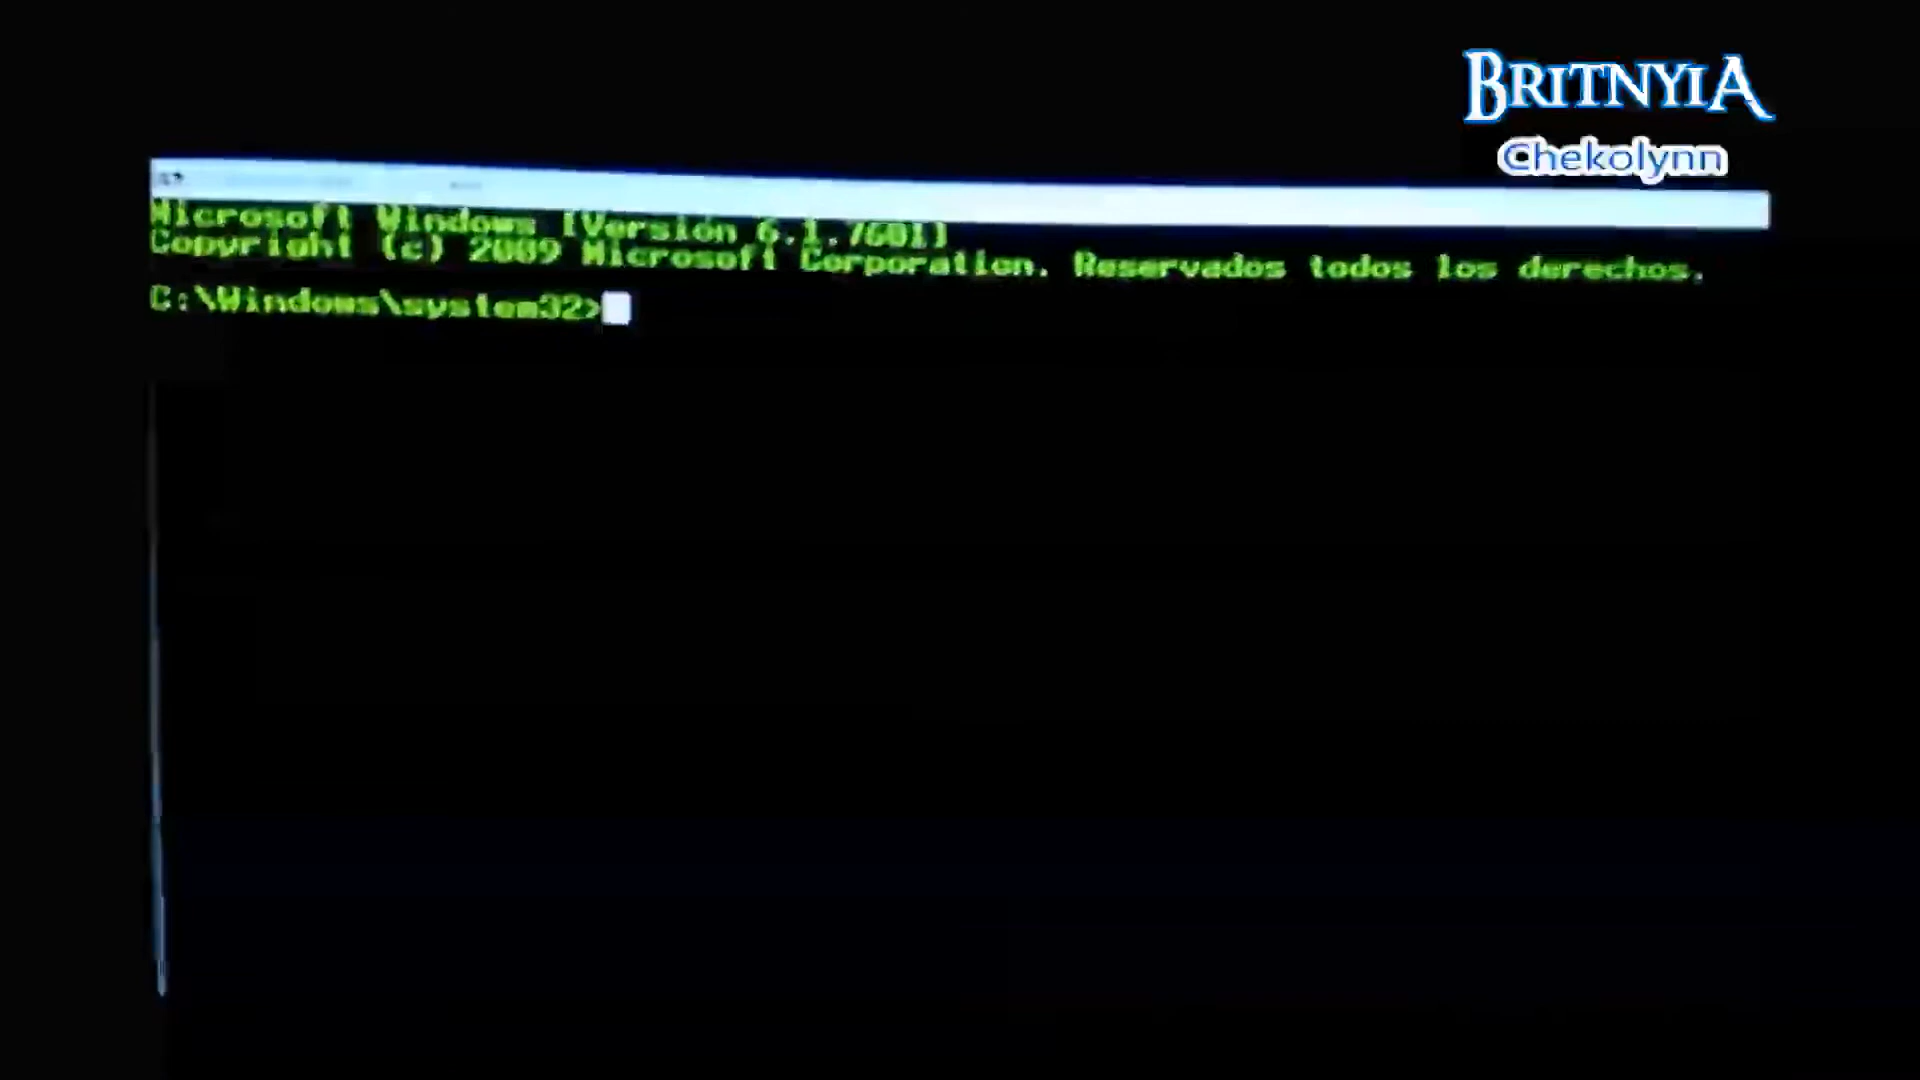 BRITNYIA
Chekolynn
Microsoft Windows [Versión 6.1.7601]
Copyright (c) 2009 Microsoft Corporation. Reservados todos los derechos.
C:\Windows\system32>